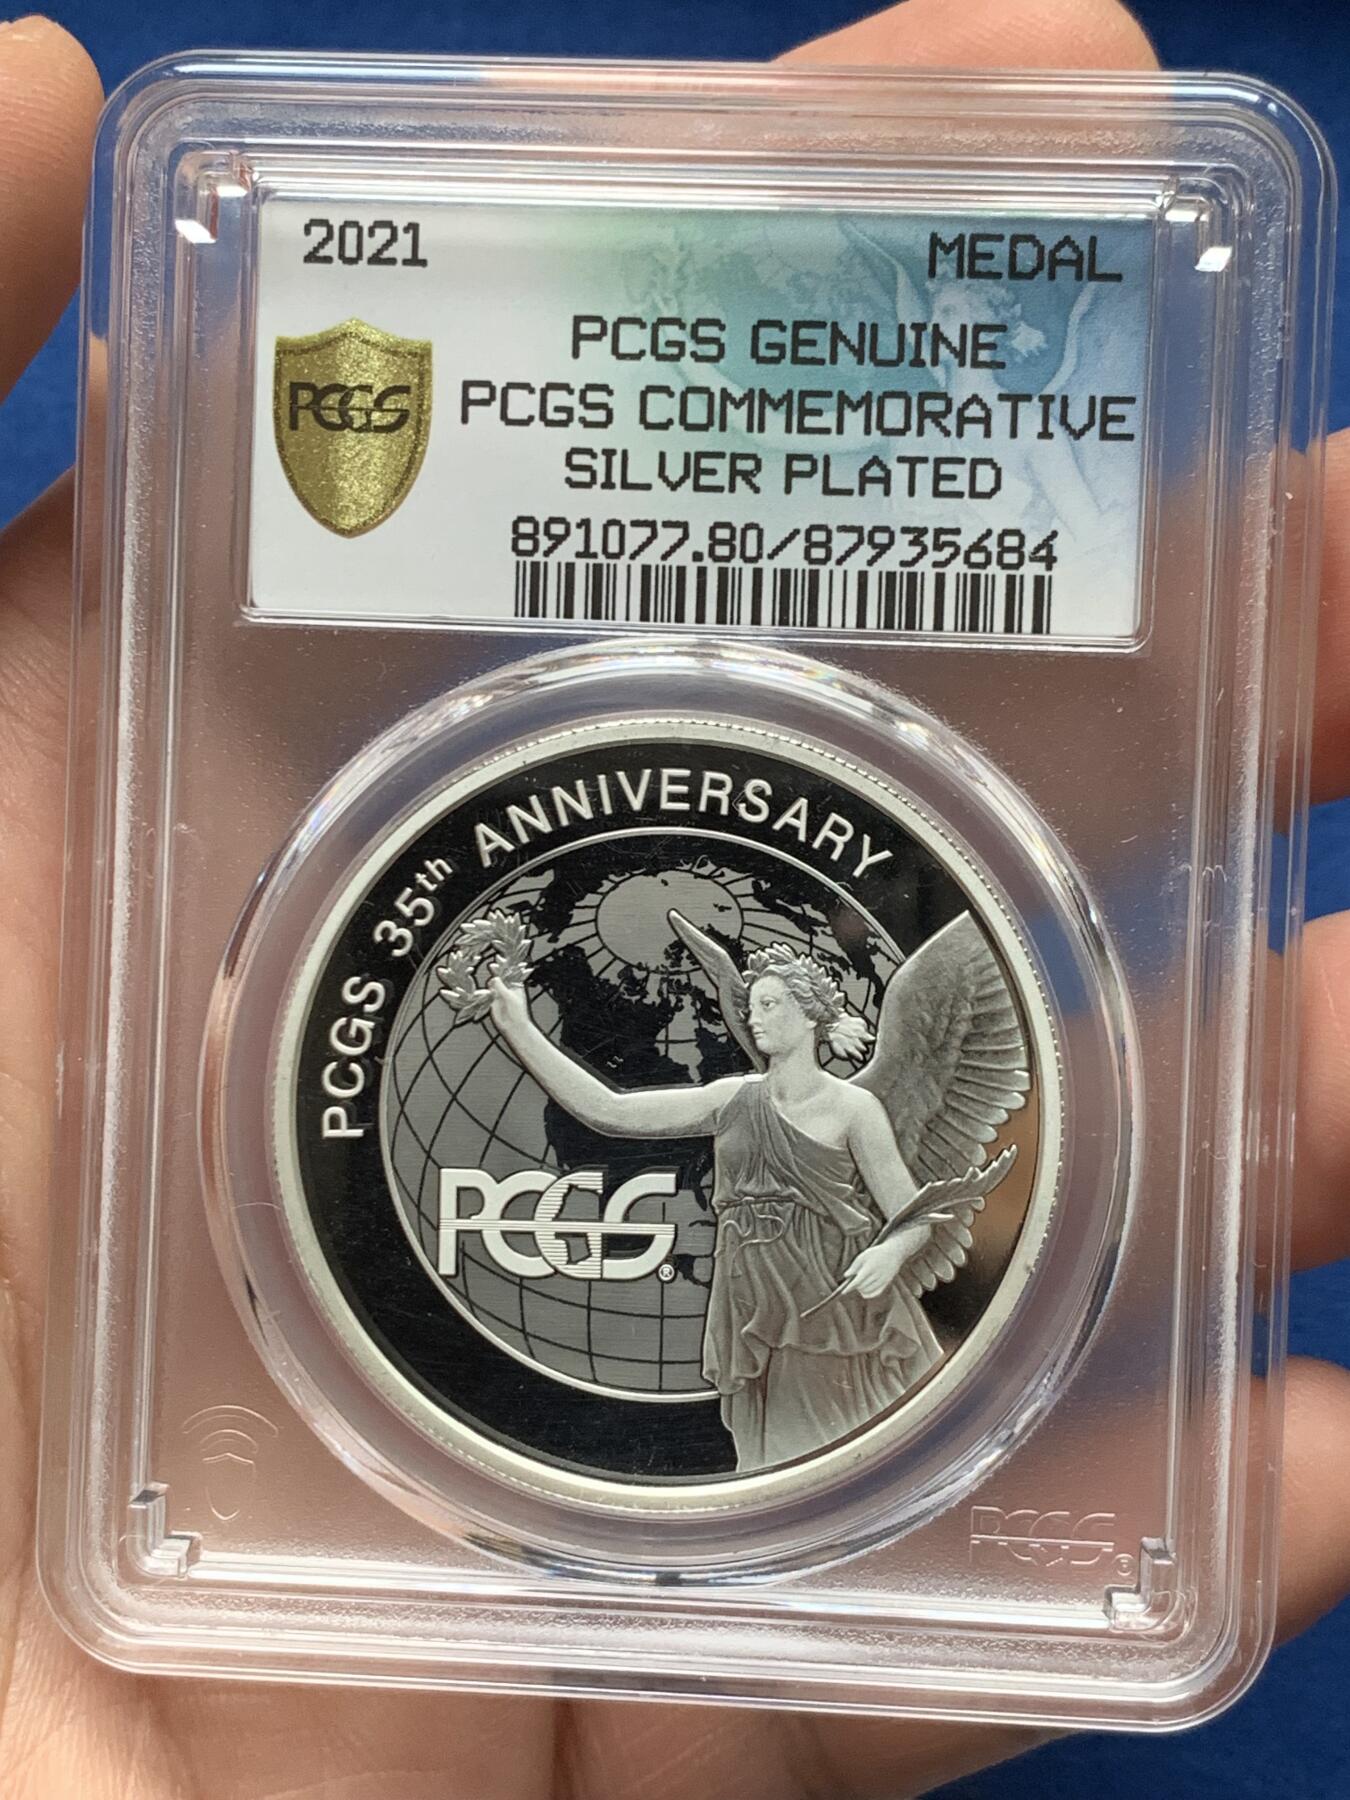 2021 MEDAL
PCGS
PCGS GENUINE
PCGS COMMEMORATIVE
SILVER PLATED
891077.80/87935684
PCGS 35th ANNIVERSARY
PCGS®
PCGS®